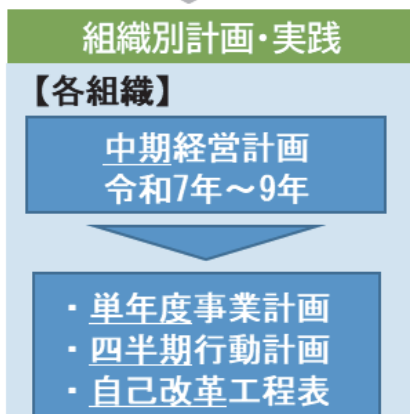 組織別計画・実践
【各組織】
中期経営計画
令和7年～9年
・単年度事業計画
・四半期行動計画
・自己改革工程表